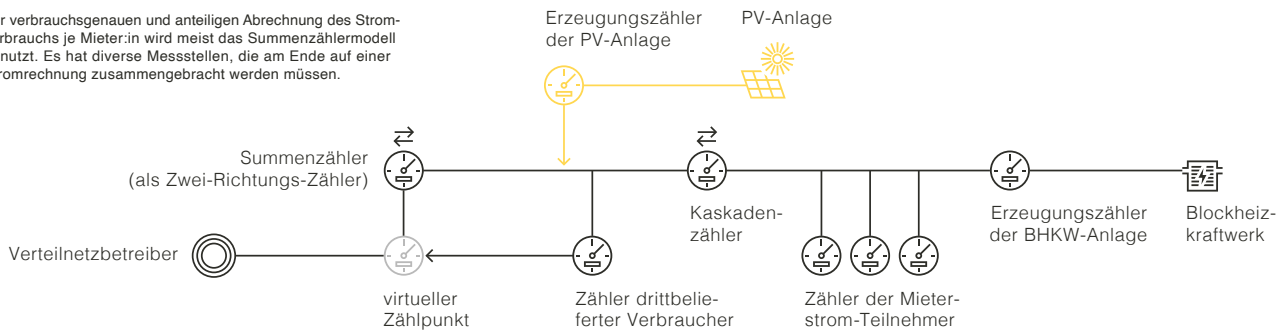 r verbrauchsgenauen und anteiligen Abrechnung des Strom-
rbrauchs je Mieter:in wird meist das Summenzählermodell
nutzt. Es hat diverse Messstellen, die am Ende auf einer
romrechnung zusammengebracht werden müssen.
Erzeugungszähler
der PV-Anlage
PV-Anlage
Summenzähler
(als Zwei-Richtungs-Zähler)
Kaskaden-
zähler
Erzeugungszähler
der BHKW-Anlage
Blockheiz-
kraftwerk
Verteilnetzbetreiber
virtueller
Zählpunkt
Zähler drittbelie-
ferter Verbraucher
Zähler der Mieter-
strom-Teilnehmer